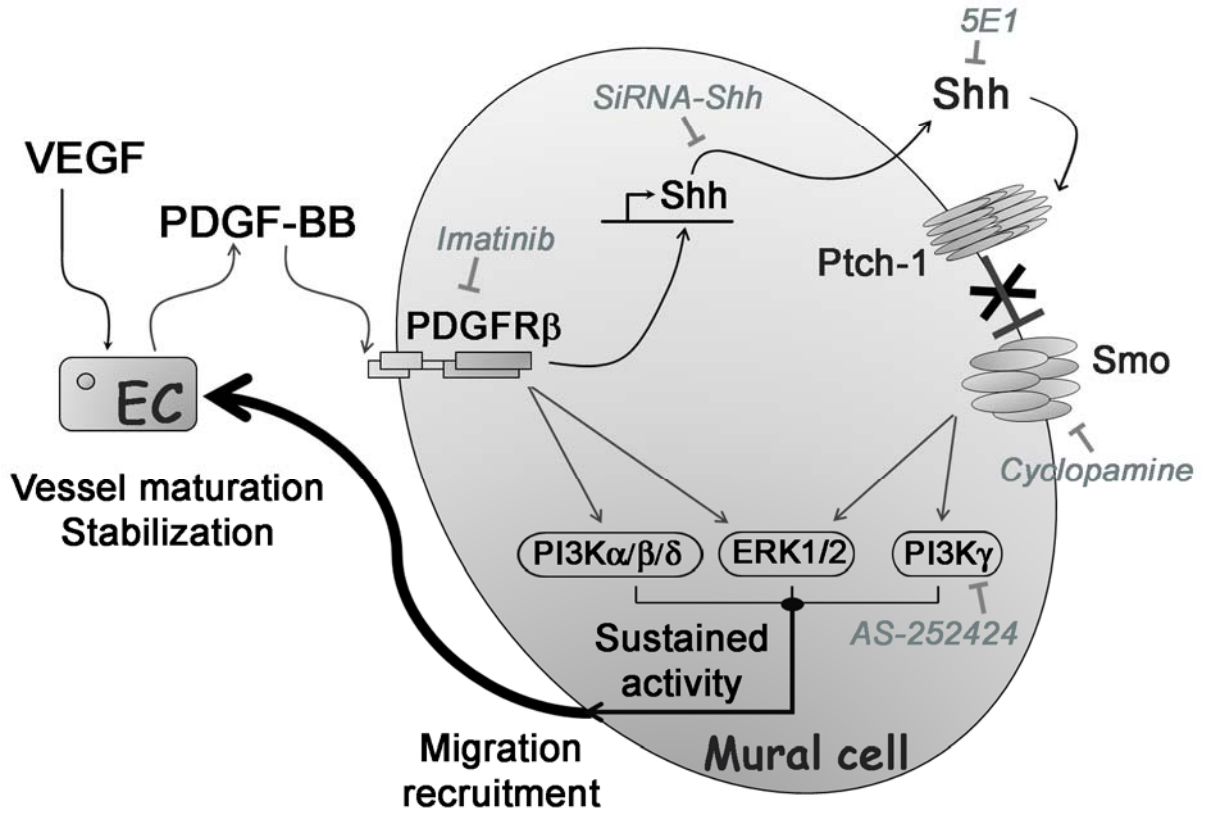 5E1
SiRNA-Shh
Shh
VEGF
Shh
PDGF-BB
Imatinib
Ptch-1
PDGFRβ
Smo
EC
Cyclopamine
Vessel maturation
Stabilization
PI3Kα/β/δ
ERK1/2
PI3Kγ
AS-252424
Sustained
activity
Migration
recruitment
Mural cell